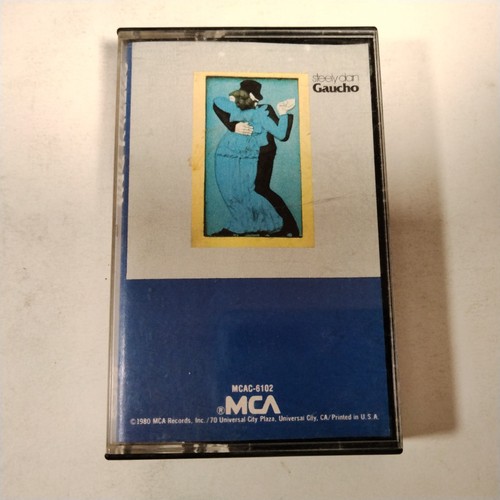 steely dan
Gaucho
MCAC-6102
®MCA
©1980 MCA Records, Inc./70 Universal City Plaza, Universal City, CA/Printed in U.S.A.